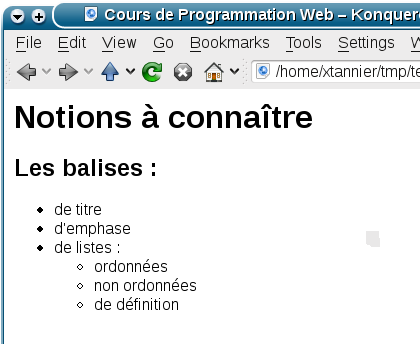 Cours de Programmation Web – Konquer
File Edit View Go Bookmarks Tools Settings
/home/xtannier/tmp/te
Notions à connaître
Les balises :
de titre
d'emphase
de listes :
ordonnées
non ordonnées
de définition